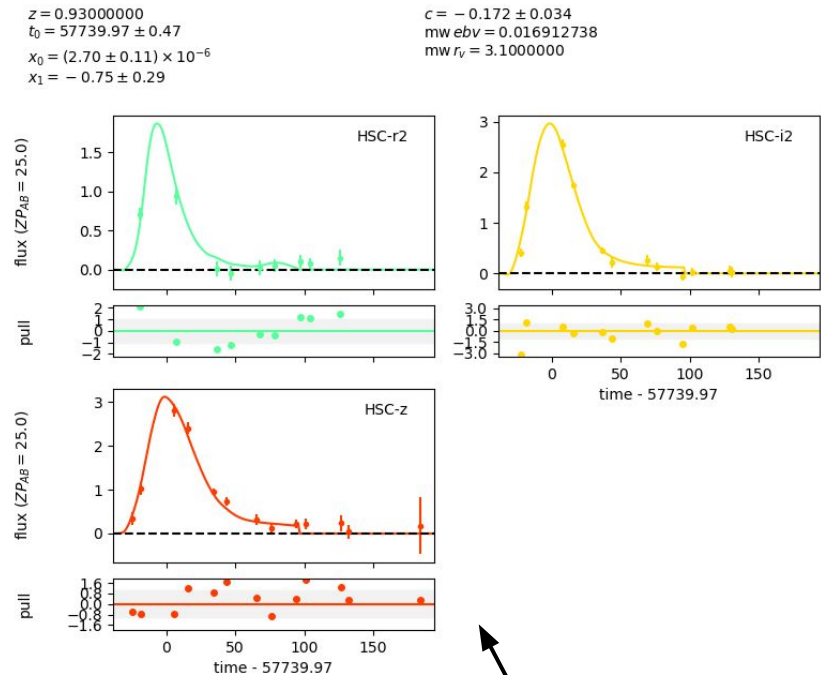 z = 0.93000000
t₀ = 57739.97 ± 0.47
x₀ = (2.70 ± 0.11) × 10⁻⁶
x₁ = − 0.75 ± 0.29
c = − 0.172 ± 0.034
mw ebv = 0.016912738
mw r_v = 3.1000000
flux (ZP_AB = 25.0)
1.5
1.0
0.5
0.0
HSC-r2
3
2
1
0
HSC-i2
pull
2
1
0
−1
−2
3.0
1.5
0.0
−1.5
−3.0
0
50
100
150
time - 57739.97
flux (ZP_AB = 25.0)
3
2
1
0
HSC-z
pull
1.6
0.8
0.0
−0.8
−1.6
0
50
100
150
time - 57739.97